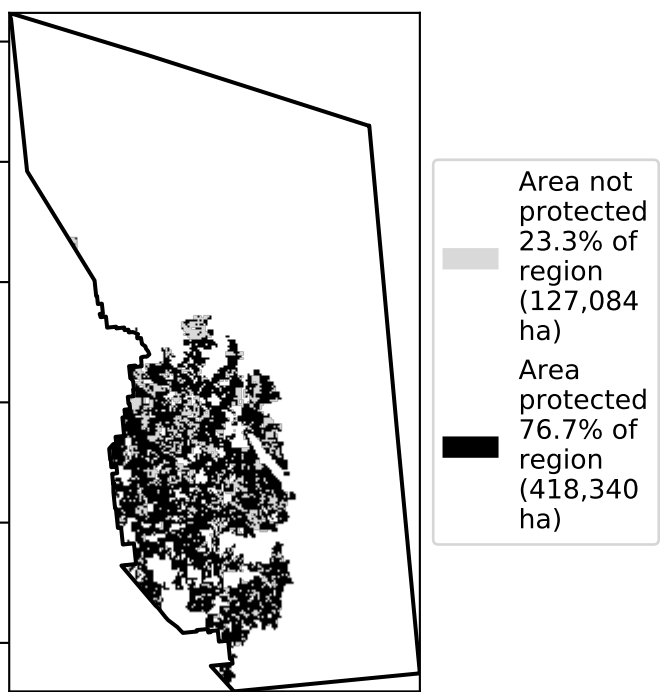 Area not
protected
23.3% of
region
(127,084
ha)
Area
protected
76.7% of
region
(418,340
ha)